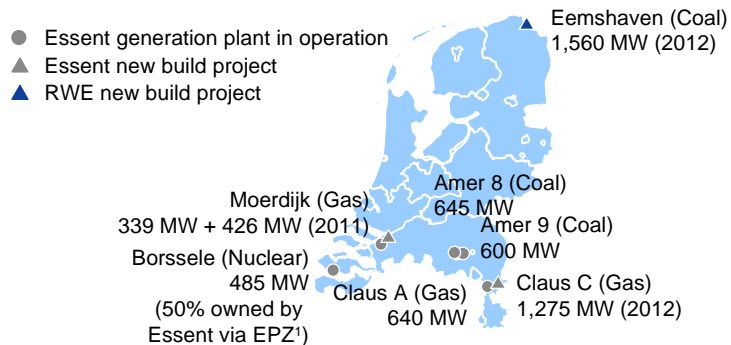 Essent generation plant in operation
Essent new build project
RWE new build project
Eemshaven (Coal)
1,560 MW (2012)
Amer 8 (Coal)
645 MW
Moerdijk (Gas)
339 MW + 426 MW (2011)
Amer 9 (Coal)
600 MW
Borssele (Nuclear)
485 MW
(50% owned by
Essent via EPZ¹)
Claus A (Gas)
640 MW
Claus C (Gas)
1,275 MW (2012)